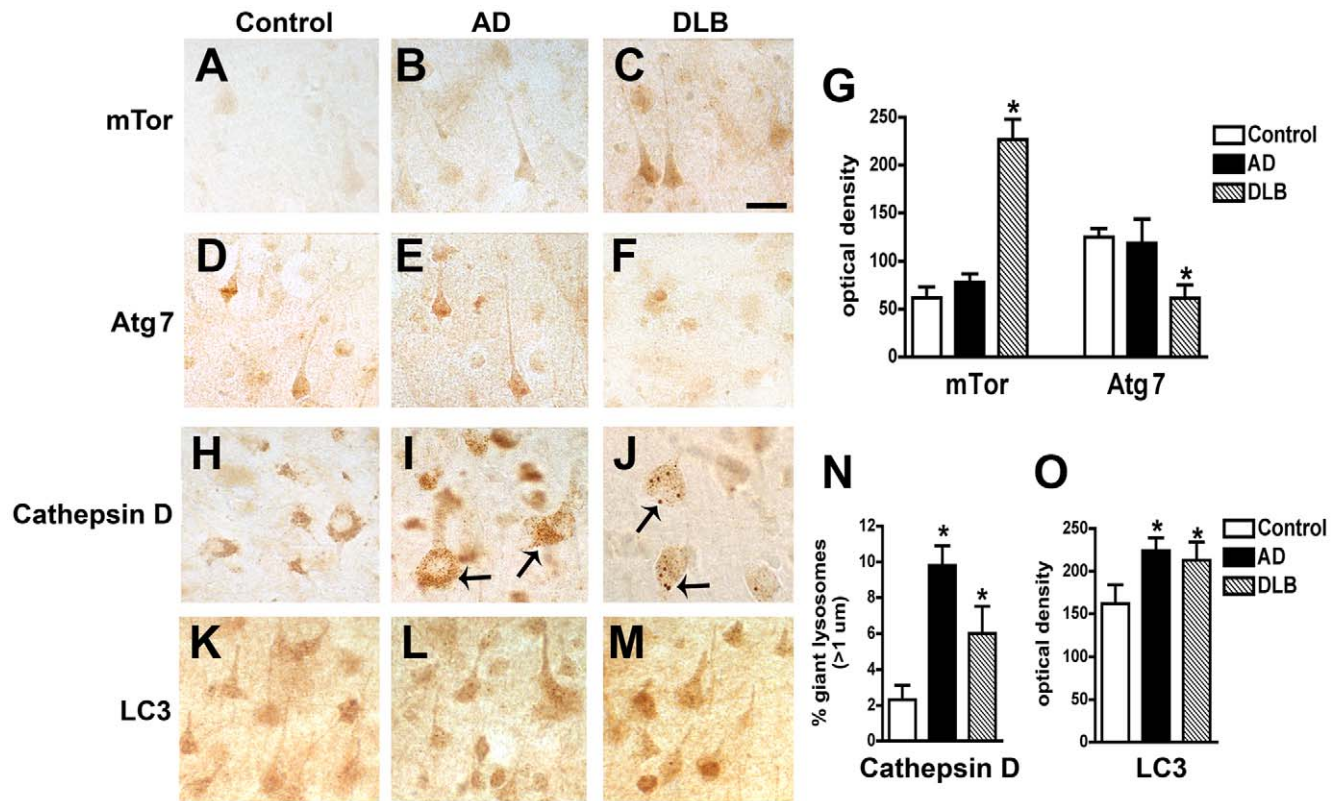 Control AD DLB
mTor
A B C
Atg7
D E F
Cathepsin D
H I J
LC3
K L M
G
optical density
250
200
150
100
50
0
*
*
mTor Atg7
Control
AD
DLB
N
% giant lysosomes
(>1 um)
12
10
8
6
4
2
0
*
*
Cathepsin D
O
optical density
250
200
150
100
50
0
* *
LC3
Control
AD
DLB